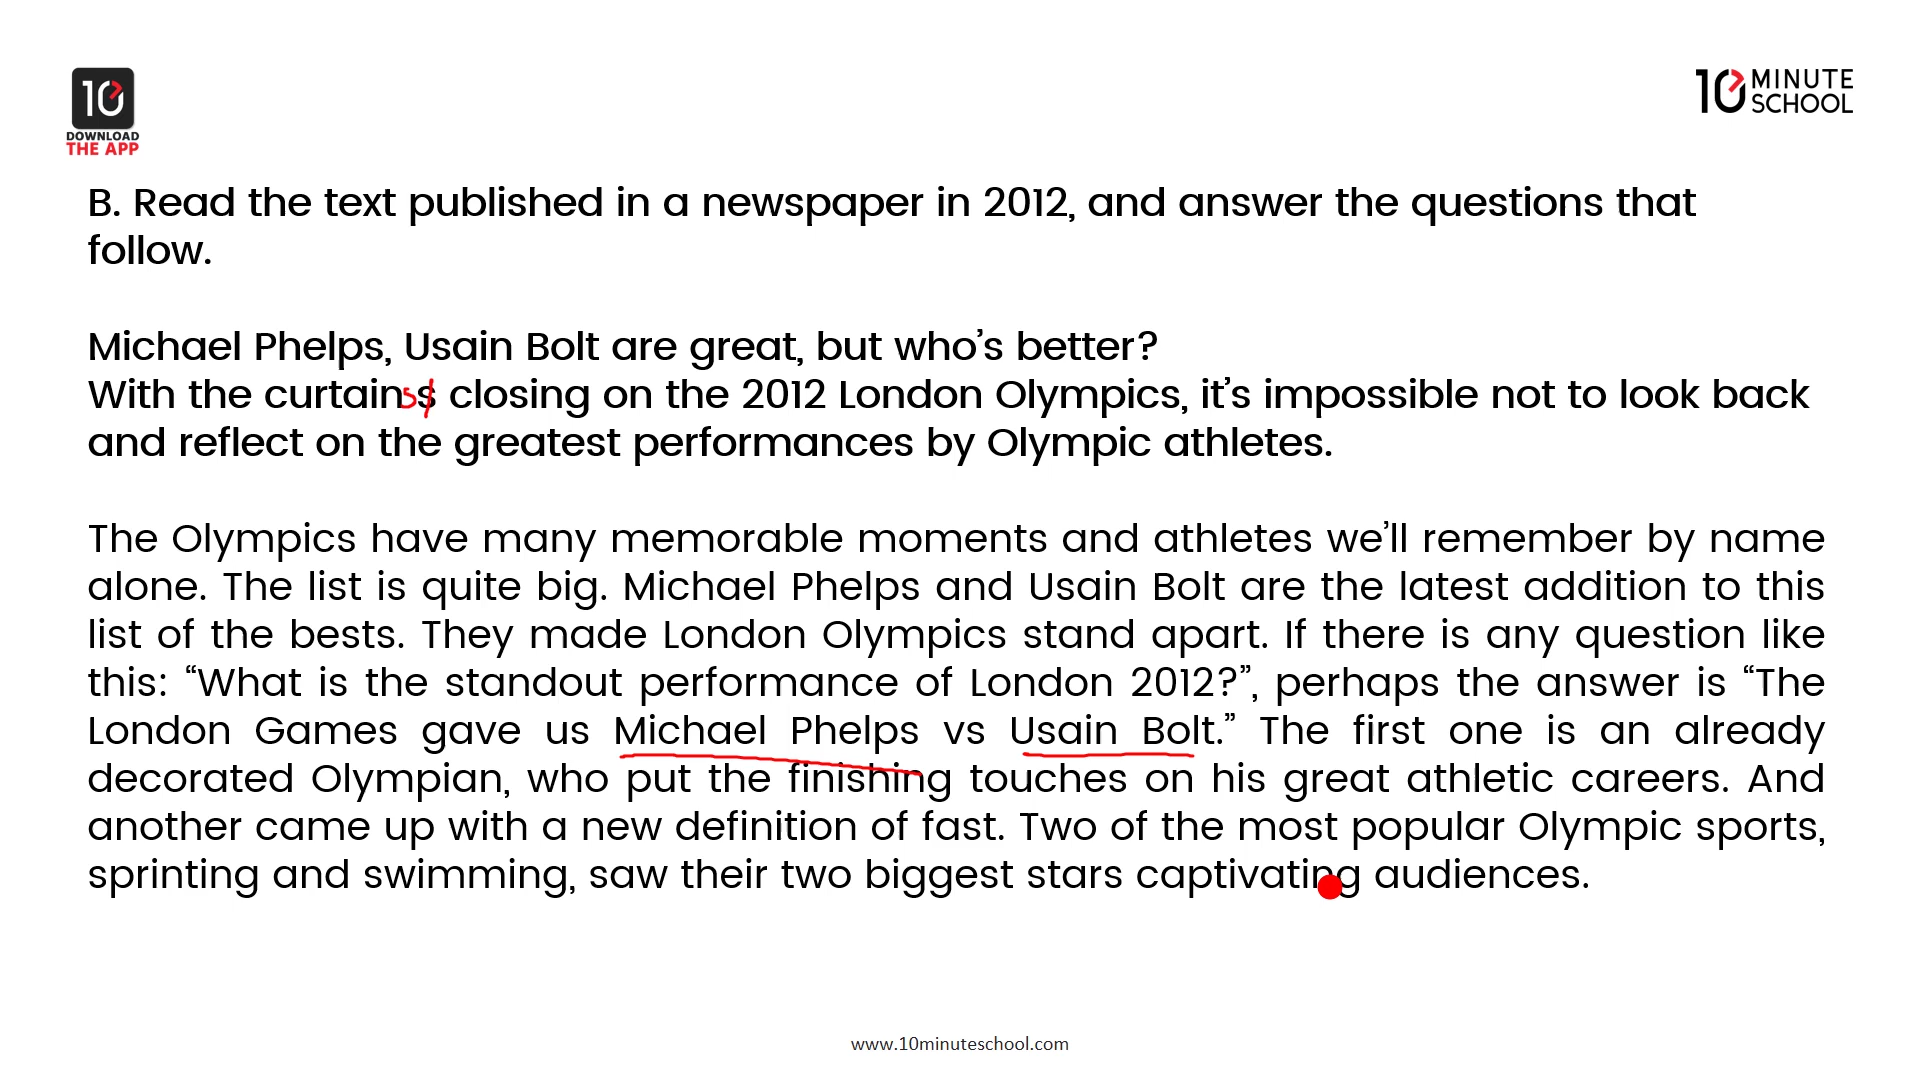 10
DOWNLOAD
THE APP
10 MINUTE
SCHOOL
B. Read the text published in a newspaper in 2012, and answer the questions that
follow.
Michael Phelps, Usain Bolt are great, but who's better?
With the curtain s closing on the 2012 London Olympics, it's impossible not to look back
and reflect on the greatest performances by Olympic athletes.
The Olympics have many memorable moments and athletes we'll remember by name
alone. The list is quite big. Michael Phelps and Usain Bolt are the latest addition to this
list of the bests. They made London Olympics stand apart. If there is any question like
this: “What is the standout performance of London 2012?”, perhaps the answer is “The
London Games gave us Michael Phelps vs Usain Bolt.” The first one is an already
decorated Olympian, who put the finishing touches on his great athletic careers. And
another came up with a new definition of fast. Two of the most popular Olympic sports,
sprinting and swimming, saw their two biggest stars captivating audiences.
www.10minuteschool.com